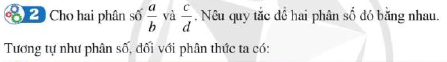 2 Cho hai phân số a/b và c/d. Nêu quy tắc để hai phân số đó bằng nhau.
Tương tự như phân số, đối với phân thức ta có: